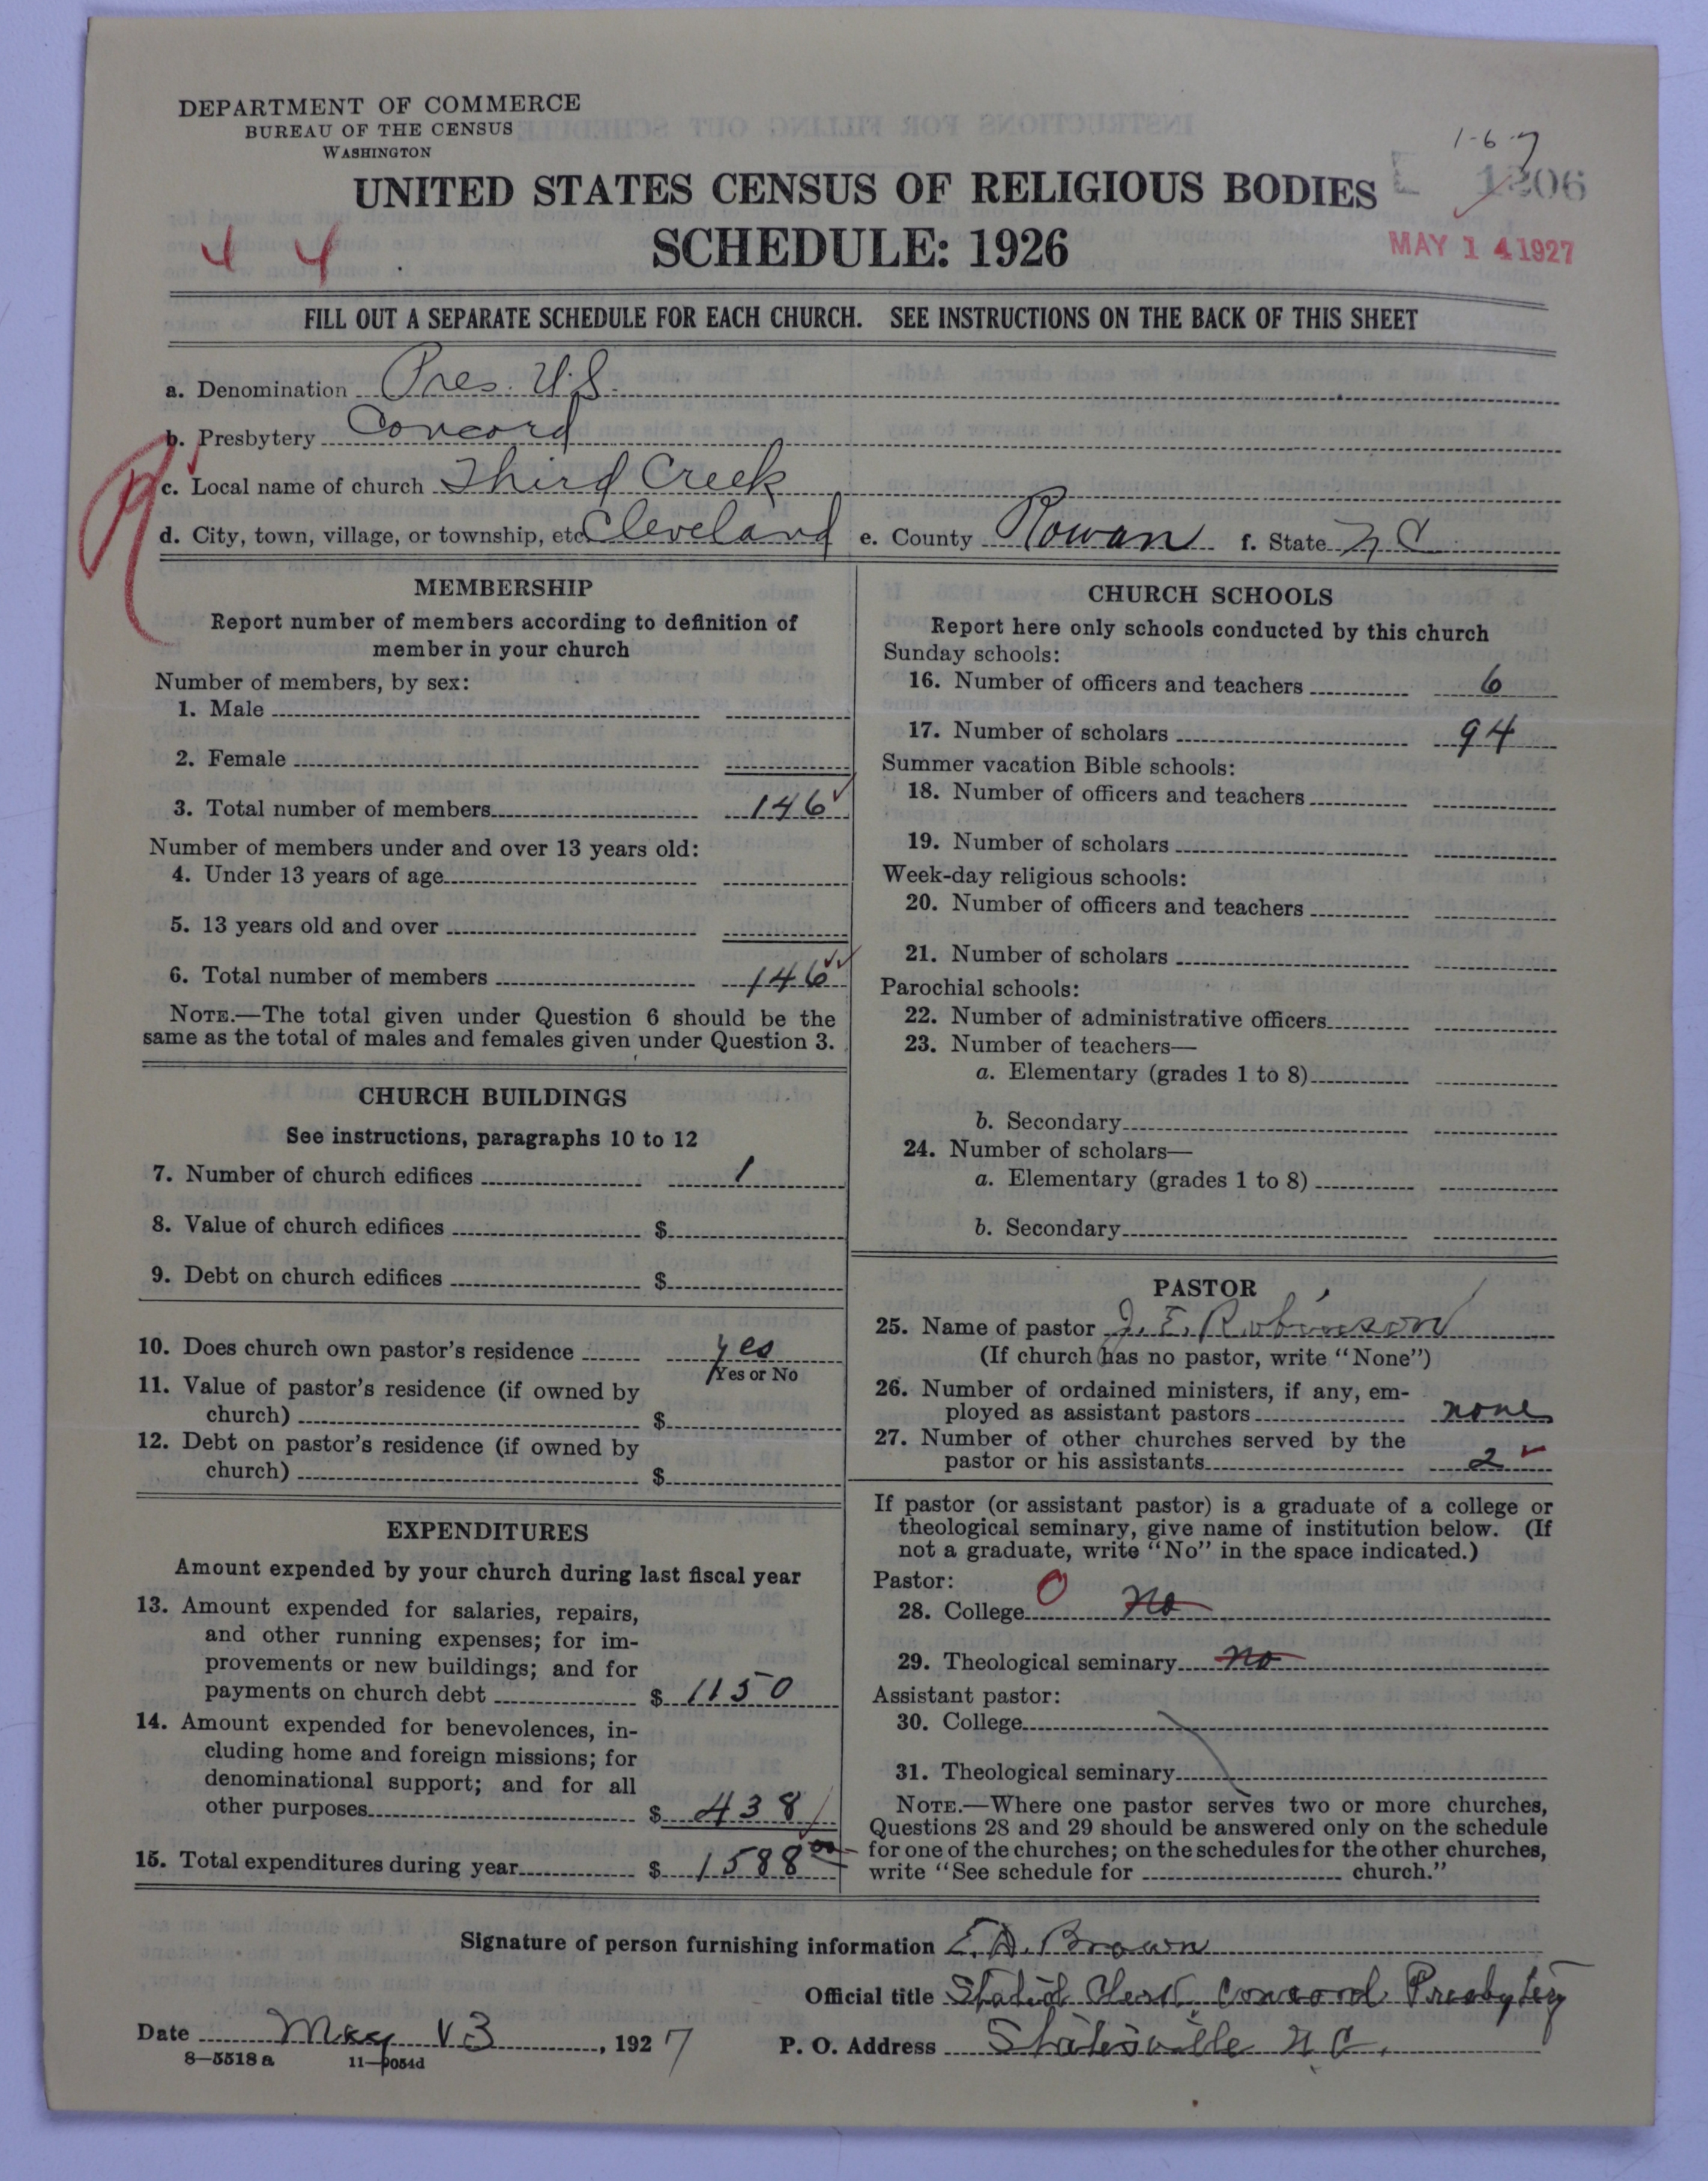 DEPARTMENT OF COMMERCE
BUREAU OF THE CENSUS
WASHINGTON
1-6-7
1206
UNITED STATES CENSUS OF RELIGIOUS BODIES
SCHEDULE: 1926
4 4
MAY 14 1927
FILL OUT A SEPARATE SCHEDULE FOR EACH CHURCH. SEE INSTRUCTIONS ON THE BACK OF THIS SHEET
a. Denomination Pres. U.S.
b. Presbytery Concord
c. Local name of church Third Creek
d. City, town, village, or township, etc. Cleveland e. County Rowan f. State N C
R
MEMBERSHIP
Report number of members according to definition of
member in your church
Number of members, by sex:
1. Male
2. Female
3. Total number of members 146
Number of members under and over 13 years old:
4. Under 13 years of age
5. 13 years old and over
6. Total number of members 146
NOTE.—The total given under Question 6 should be the
same as the total of males and females given under Question 3.
CHURCH BUILDINGS
See instructions, paragraphs 10 to 12
7. Number of church edifices 1
8. Value of church edifices $
9. Debt on church edifices $
10. Does church own pastor's residence yes
Yes or No
11. Value of pastor's residence (if owned by
church) $
12. Debt on pastor's residence (if owned by
church) $
EXPENDITURES
Amount expended by your church during last fiscal year
13. Amount expended for salaries, repairs,
and other running expenses; for im-
provements or new buildings; and for
payments on church debt $ 1150
14. Amount expended for benevolences, in-
cluding home and foreign missions; for
denominational support; and for all
other purposes $ 438
15. Total expenditures during year $ 1588 00
CHURCH SCHOOLS
Report here only schools conducted by this church
Sunday schools:
16. Number of officers and teachers 6
17. Number of scholars 94
Summer vacation Bible schools:
18. Number of officers and teachers
19. Number of scholars
Week-day religious schools:
20. Number of officers and teachers
21. Number of scholars
Parochial schools:
22. Number of administrative officers
23. Number of teachers—
a. Elementary (grades 1 to 8)
b. Secondary
24. Number of scholars—
a. Elementary (grades 1 to 8)
b. Secondary
PASTOR
25. Name of pastor J. E. Robinson
(If church has no pastor, write "None")
26. Number of ordained ministers, if any, em-
ployed as assistant pastors none
27. Number of other churches served by the
pastor or his assistants 2
If pastor (or assistant pastor) is a graduate of a college or
theological seminary, give name of institution below. (If
not a graduate, write "No" in the space indicated.)
Pastor:
28. College O no
29. Theological seminary no
Assistant pastor:
30. College
31. Theological seminary
NOTE.—Where one pastor serves two or more churches,
Questions 28 and 29 should be answered only on the schedule
for one of the churches; on the schedules for the other churches,
write "See schedule for church."
Signature of person furnishing information E. D. Brown
Official title Stated Clerk, Concord Presbytery
Date May 13, 1927 P. O. Address Statesville N. C.
8—5518 a 11—9054d